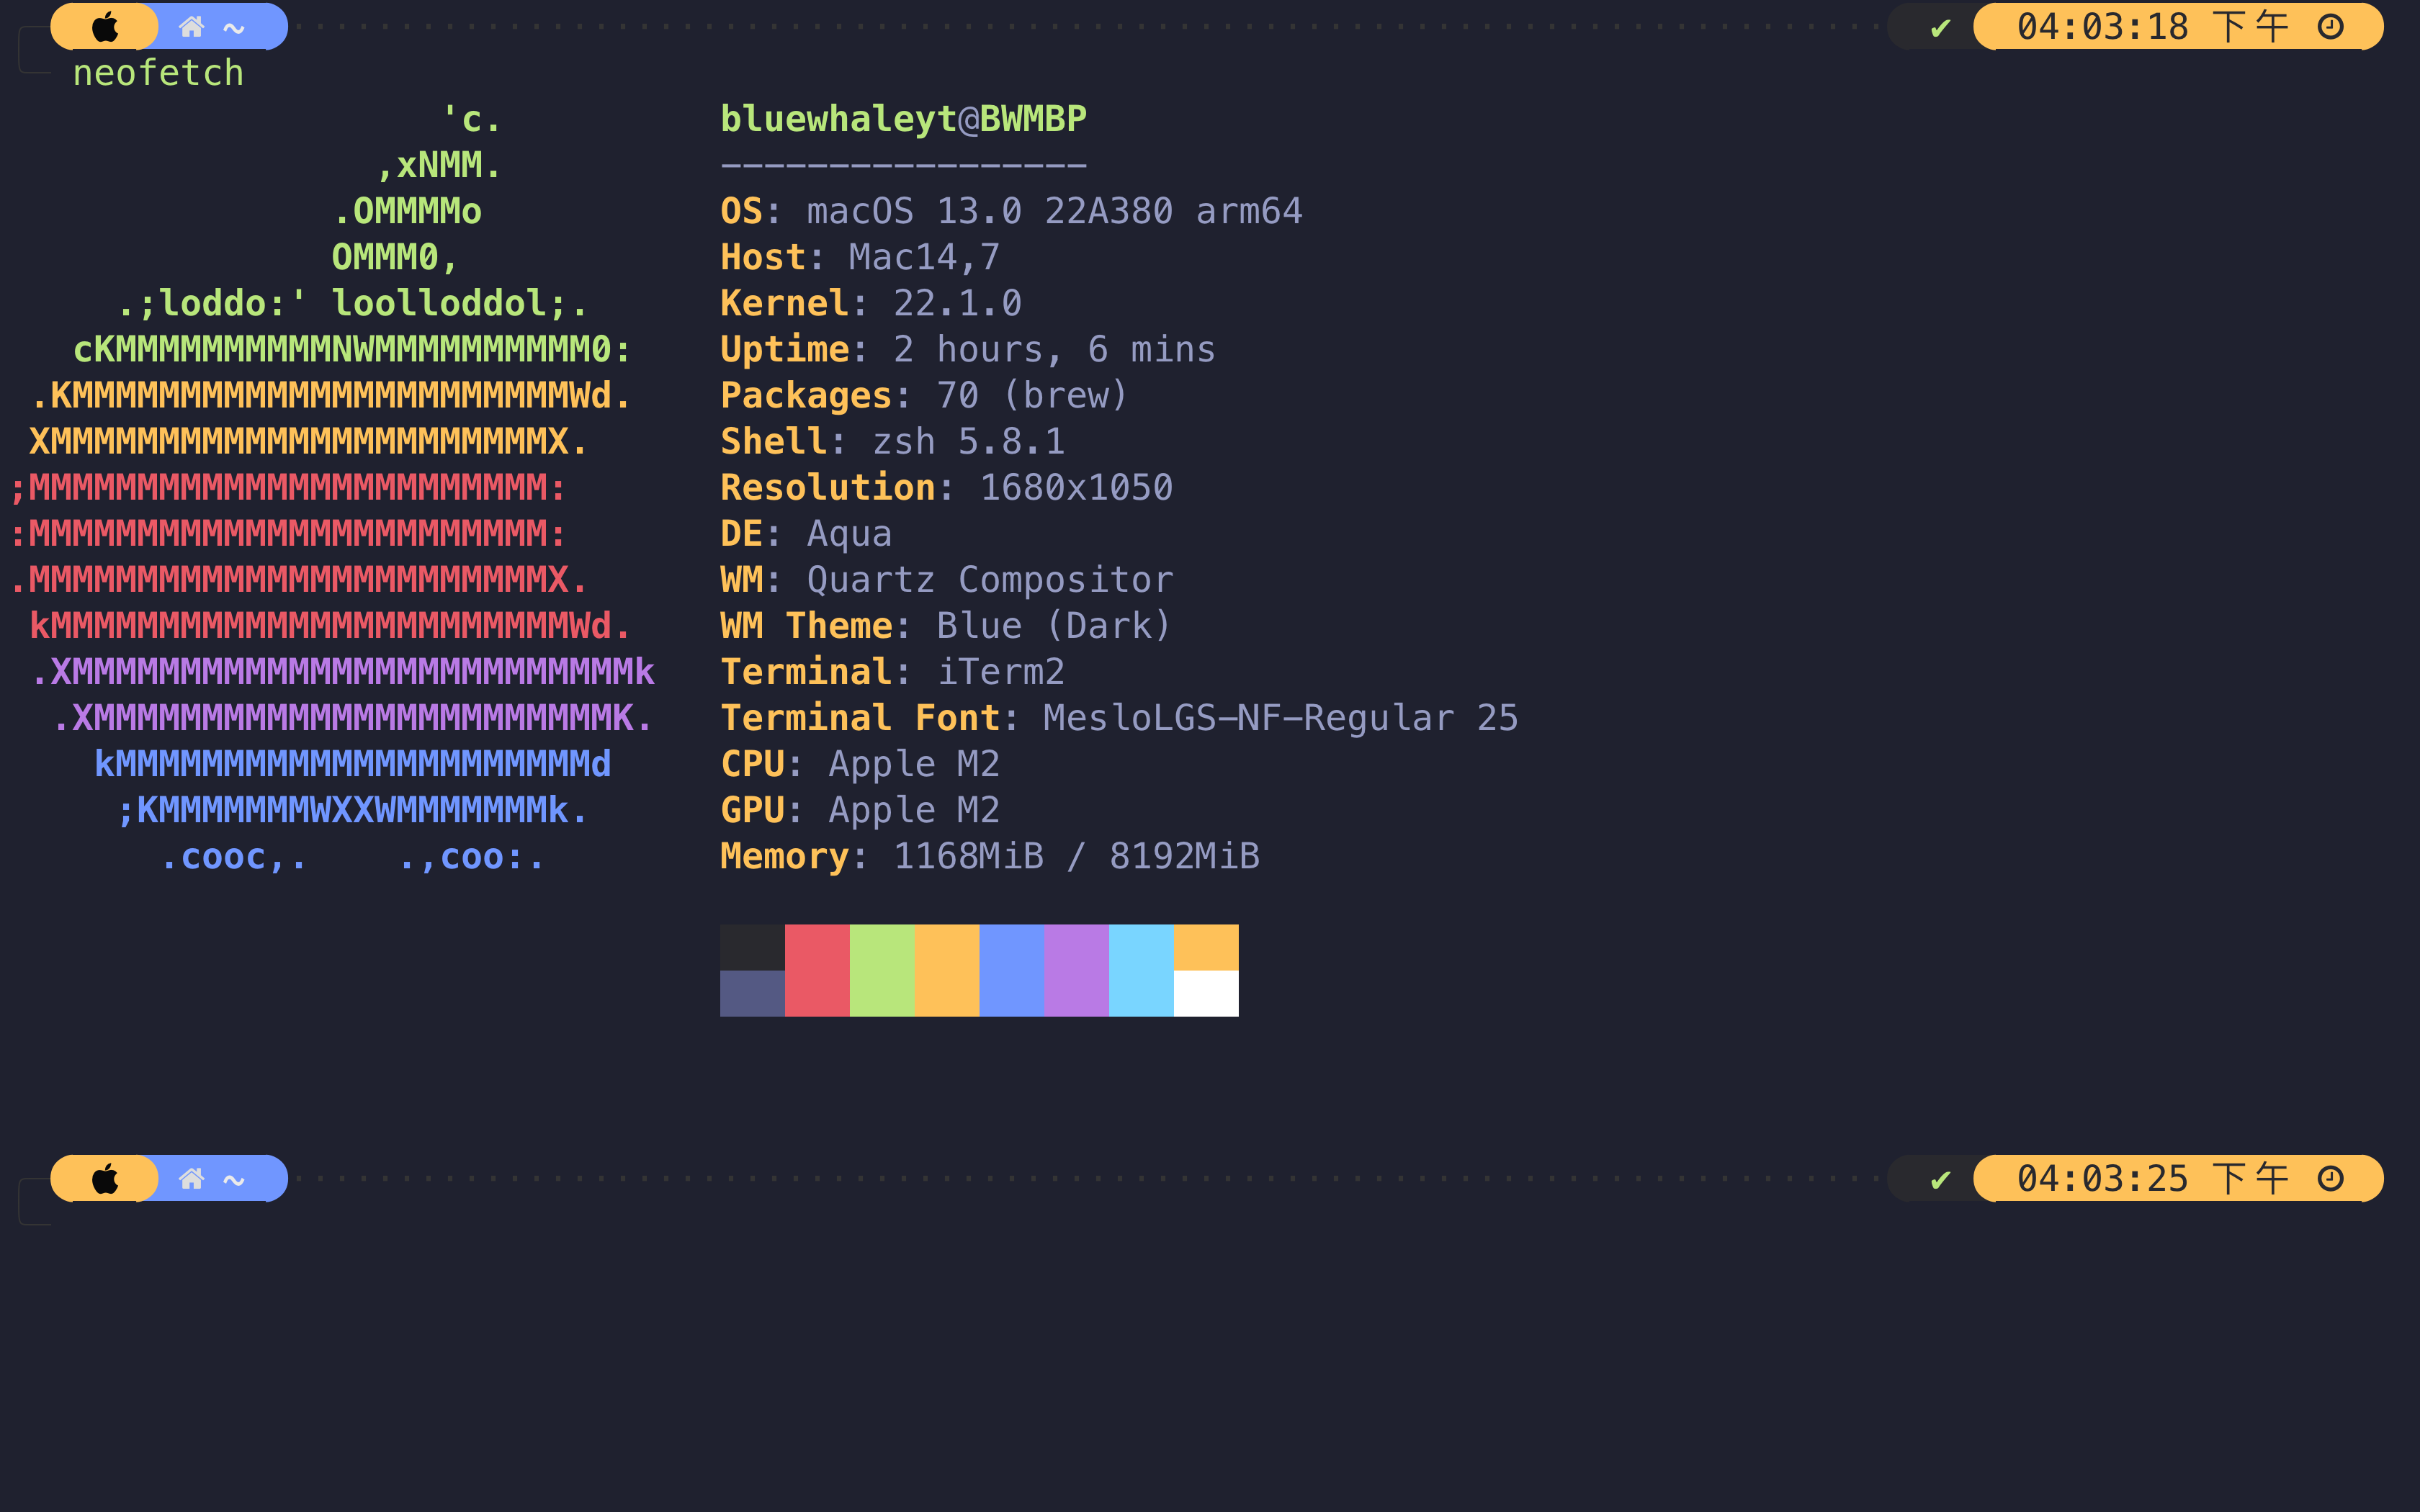 ~ ✔ 04:03:18 下午
neofetch
'c.
,xNMM.
.OMMMMo
OMMM0,
.;loddo:' loolloddol;.
cKMMMMMMMMMMNWMMMMMMMMMM0:
.KMMMMMMMMMMMMMMMMMMMMMMMWd.
XMMMMMMMMMMMMMMMMMMMMMMMX.
;MMMMMMMMMMMMMMMMMMMMMMMM:
:MMMMMMMMMMMMMMMMMMMMMMMM:
.MMMMMMMMMMMMMMMMMMMMMMMMX.
kMMMMMMMMMMMMMMMMMMMMMMMMWd.
.XMMMMMMMMMMMMMMMMMMMMMMMMMMk
.XMMMMMMMMMMMMMMMMMMMMMMMMK.
kMMMMMMMMMMMMMMMMMMMMMMd
;KMMMMMMMWXXWMMMMMMMk.
.cooc,. .,coo:.
bluewhaleyt@BWMBP
-----------------
OS: macOS 13.0 22A380 arm64
Host: Mac14,7
Kernel: 22.1.0
Uptime: 2 hours, 6 mins
Packages: 70 (brew)
Shell: zsh 5.8.1
Resolution: 1680x1050
DE: Aqua
WM: Quartz Compositor
WM Theme: Blue (Dark)
Terminal: iTerm2
Terminal Font: MesloLGS-NF-Regular 25
CPU: Apple M2
GPU: Apple M2
Memory: 1168MiB / 8192MiB
~ ✔ 04:03:25 下午